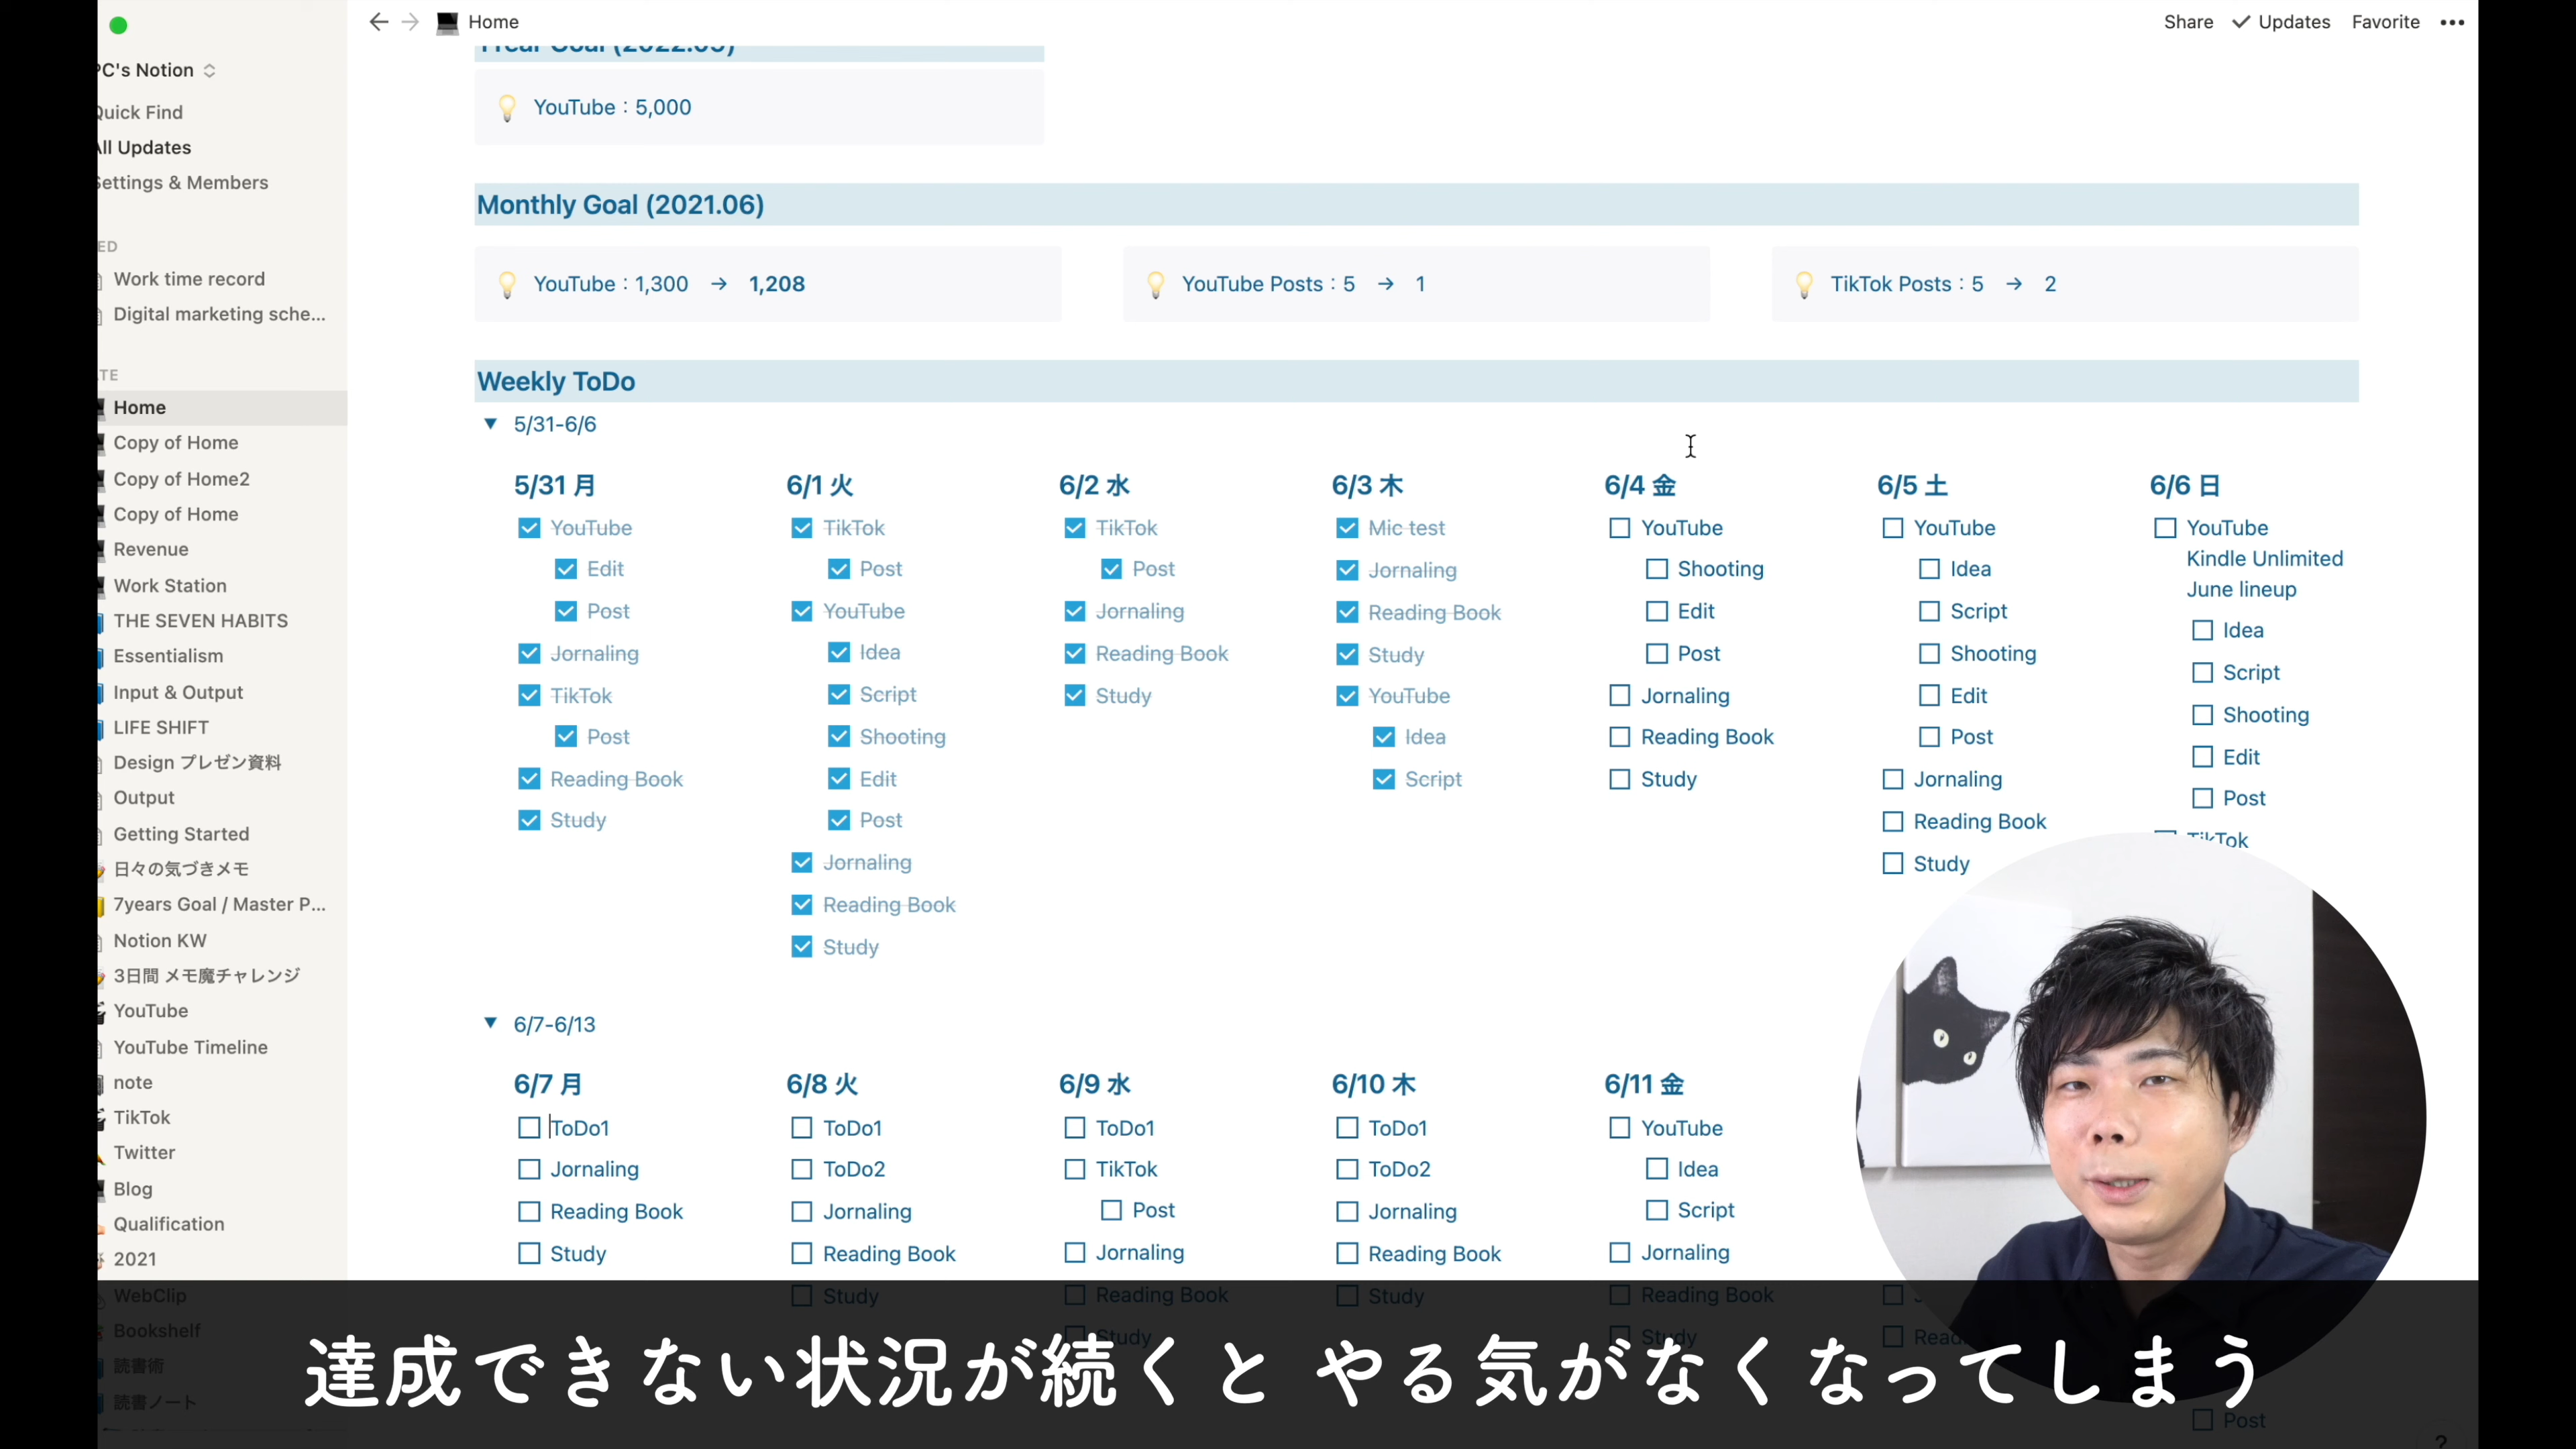 Home
Share
Updates
Favorite
PC's Notion
Quick Find
All Updates
Settings & Members
Work time record
Digital marketing sche...
Home
Copy of Home
Copy of Home2
Copy of Home
Revenue
Work Station
THE SEVEN HABITS
Essentialism
Input & Output
LIFE SHIFT
Design プレゼン資料
Output
Getting Started
日々の気づきメモ
7years Goal / Master P...
Notion KW
3日間 メモ魔チャレンジ
YouTube
YouTube Timeline
note
TikTok
Twitter
Blog
Qualification
2021
WebClip
Bookshelf
読書術
読書ノート
YouTube : 5,000
Monthly Goal (2021.06)
YouTube : 1,300 → 1,208
YouTube Posts : 5 → 1
TikTok Posts : 5 → 2
Weekly ToDo
5/31-6/6
5/31 月
YouTube
Edit
Post
Jornaling
TikTok
Post
Reading Book
Study
6/1 火
TikTok
Post
YouTube
Idea
Script
Shooting
Edit
Post
Jornaling
Reading Book
Study
6/2 水
TikTok
Post
Jornaling
Reading Book
Study
6/3 木
Mic test
Jornaling
Reading Book
Study
YouTube
Idea
Script
6/4 金
YouTube
Shooting
Edit
Post
Jornaling
Reading Book
Study
6/5 土
YouTube
Idea
Script
Shooting
Edit
Post
Jornaling
Reading Book
Study
6/6 日
YouTube
Kindle Unlimited
June lineup
Idea
Script
Shooting
Edit
Post
TikTok
6/7-6/13
6/7 月
ToDo1
Jornaling
Reading Book
Study
6/8 火
ToDo1
ToDo2
Jornaling
Reading Book
Study
6/9 水
ToDo1
TikTok
Post
Jornaling
Reading Book
Study
6/10 木
ToDo1
ToDo2
Jornaling
Reading Book
Study
6/11 金
YouTube
Idea
Script
Jornaling
Reading Book
Study
Post
達成できない状況が続くと やる気がなくなってしまう